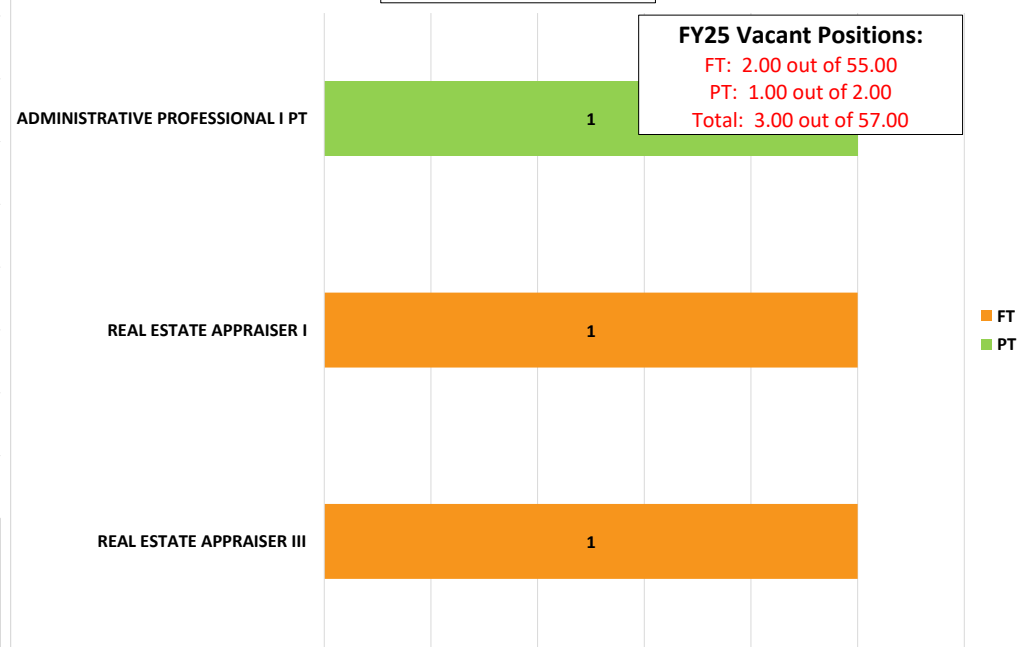 FY25 Vacant Positions:
FT: 2.00 out of 55.00
PT: 1.00 out of 2.00
Total: 3.00 out of 57.00
ADMINISTRATIVE PROFESSIONAL I PT
1
REAL ESTATE APPRAISER I
1
FT
PT
REAL ESTATE APPRAISER III
1